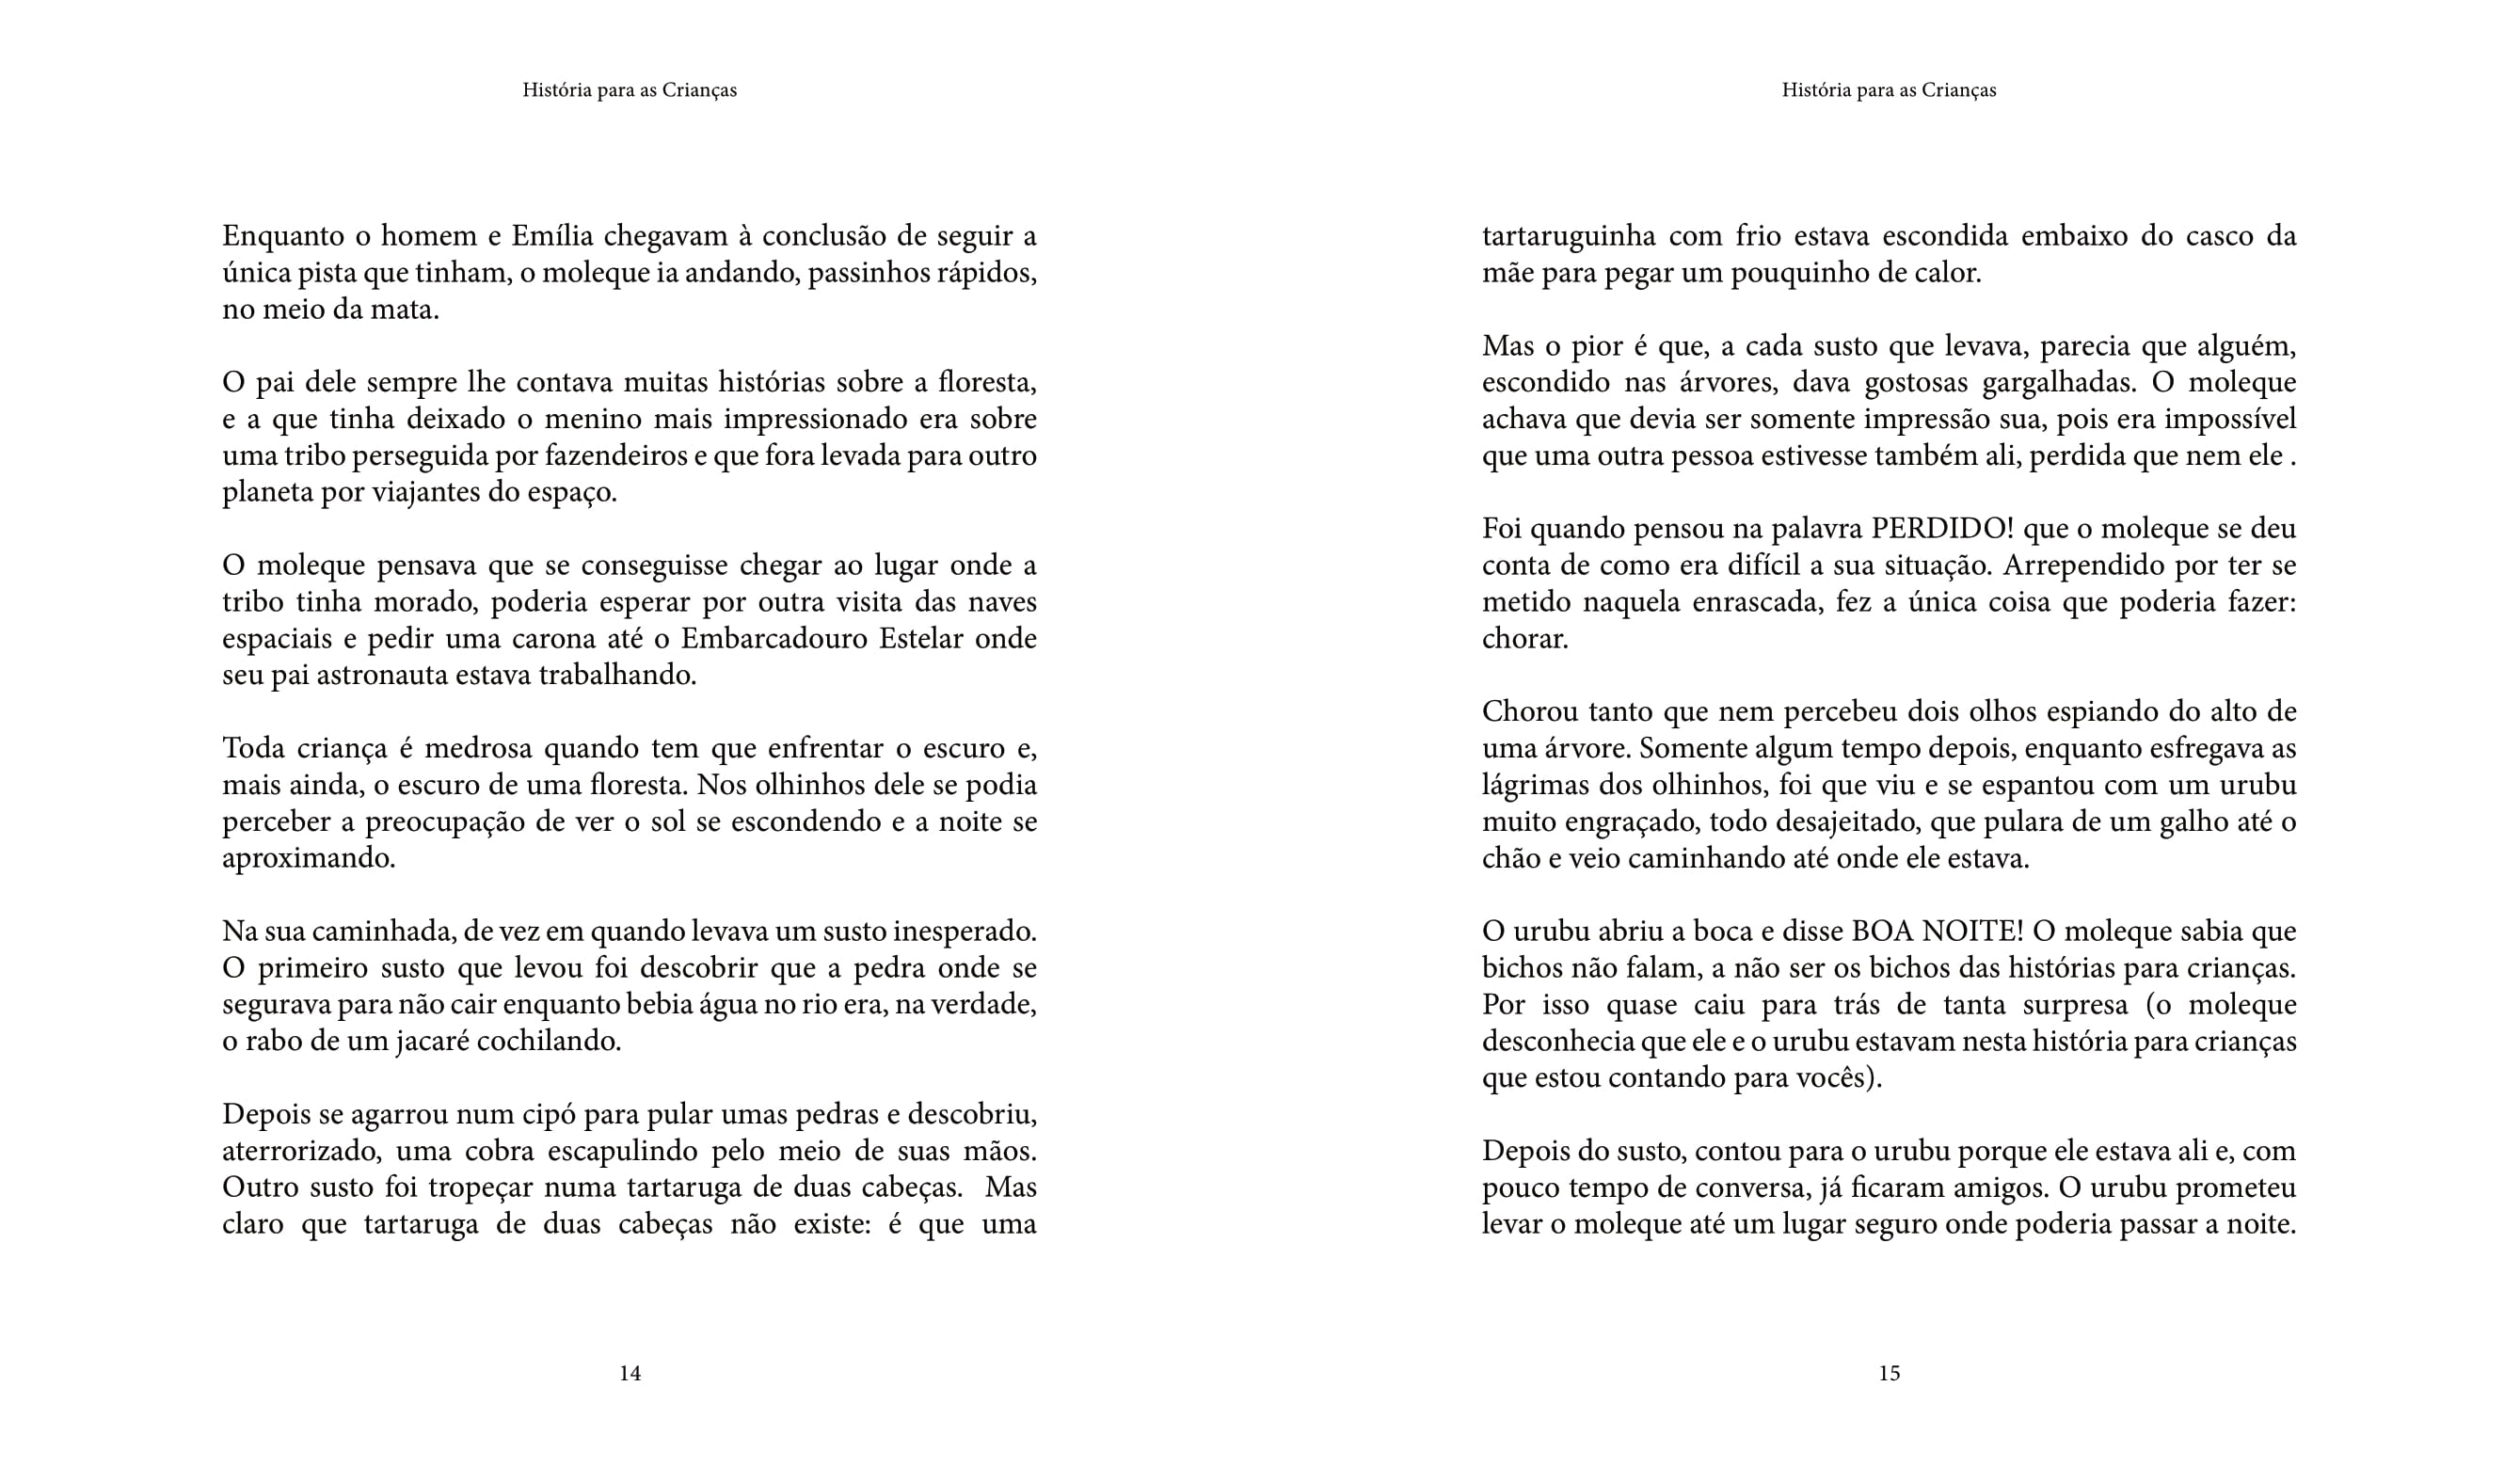 História para as Crianças
Enquanto o homem e Emília chegavam à conclusão de seguir a
única pista que tinham, o moleque ia andando, passinhos rápidos,
no meio da mata.
O pai dele sempre lhe contava muitas histórias sobre a floresta,
e a que tinha deixado o menino mais impressionado era sobre
uma tribo perseguida por fazendeiros e que fora levada para outro
planeta por viajantes do espaço.
O moleque pensava que se conseguisse chegar ao lugar onde a
tribo tinha morado, poderia esperar por outra visita das naves
espaciais e pedir uma carona até o Embarcadouro Estelar onde
seu pai astronauta estava trabalhando.
Toda criança é medrosa quando tem que enfrentar o escuro e,
mais ainda, o escuro de uma floresta. Nos olhinhos dele se podia
perceber a preocupação de ver o sol se escondendo e a noite se
aproximando.
Na sua caminhada, de vez em quando levava um susto inesperado.
O primeiro susto que levou foi descobrir que a pedra onde se
segurava para não cair enquanto bebia água no rio era, na verdade,
o rabo de um jacaré cochilando.
Depois se agarrou num cipó para pular umas pedras e descobriu,
aterrorizado, uma cobra escapulindo pelo meio de suas mãos.
Outro susto foi tropeçar numa tartaruga de duas cabeças.  Mas
claro que tartaruga de duas cabeças não existe: é que uma
14
História para as Crianças
tartaruguinha com frio estava escondida embaixo do casco da
mãe para pegar um pouquinho de calor.
Mas o pior é que, a cada susto que levava, parecia que alguém,
escondido nas árvores, dava gostosas gargalhadas. O moleque
achava que devia ser somente impressão sua, pois era impossível
que uma outra pessoa estivesse também ali, perdida que nem ele .
Foi quando pensou na palavra PERDIDO! que o moleque se deu
conta de como era difícil a sua situação. Arrependido por ter se
metido naquela enrascada, fez a única coisa que poderia fazer:
chorar.
Chorou tanto que nem percebeu dois olhos espiando do alto de
uma árvore. Somente algum tempo depois, enquanto esfregava as
lágrimas dos olhinhos, foi que viu e se espantou com um urubu
muito engraçado, todo desajeitado, que pulara de um galho até o
chão e veio caminhando até onde ele estava.
O urubu abriu a boca e disse BOA NOITE! O moleque sabia que
bichos não falam, a não ser os bichos das histórias para crianças.
Por isso quase caiu para trás de tanta surpresa (o moleque
desconhecia que ele e o urubu estavam nesta história para crianças
que estou contando para vocês).
Depois do susto, contou para o urubu porque ele estava ali e, com
pouco tempo de conversa, já ficaram amigos. O urubu prometeu
levar o moleque até um lugar seguro onde poderia passar a noite.
15